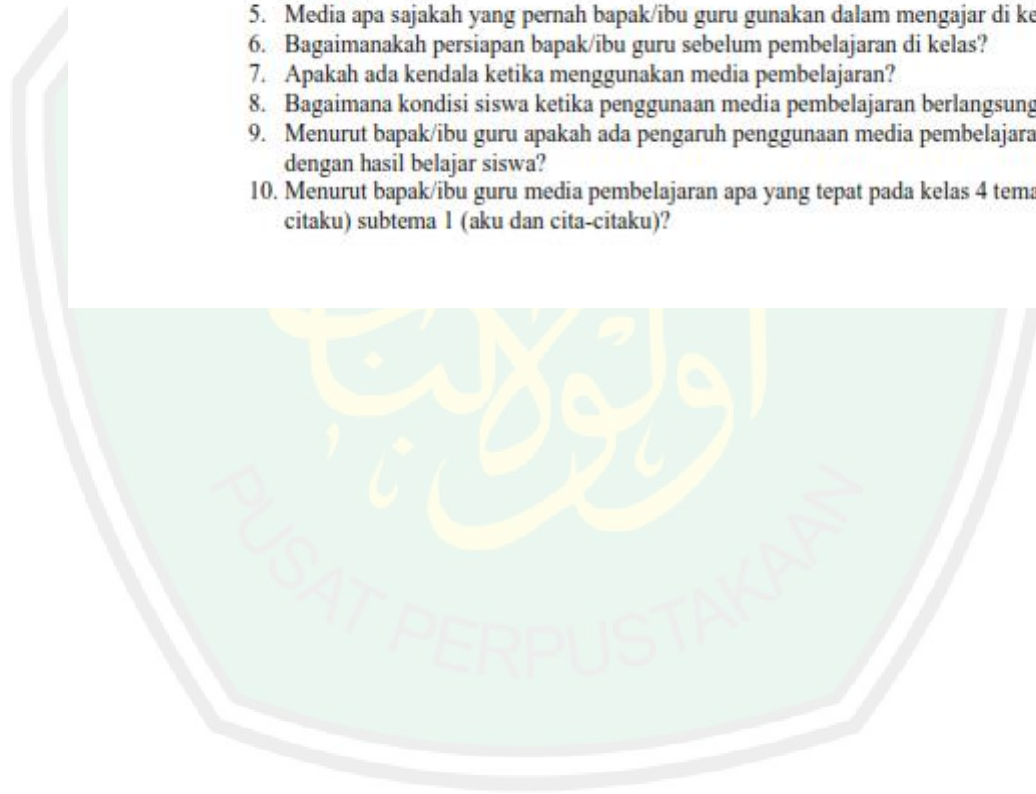 5. Media apa sajakah yang pernah bapak/ibu guru gunakan dalam mengajar di ke
6. Bagaimanakah persiapan bapak/ibu guru sebelum pembelajaran di kelas?
7. Apakah ada kendala ketika menggunakan media pembelajaran?
8. Bagaimana kondisi siswa ketika penggunaan media pembelajaran berlangsung
9. Menurut bapak/ibu guru apakah ada pengaruh penggunaan media pembelajara
dengan hasil belajar siswa?
10. Menurut bapak/ibu guru media pembelajaran apa yang tepat pada kelas 4 tema
citaku) subtema 1 (aku dan cita-citaku)?
PUSAT PERPUSTAKAAN